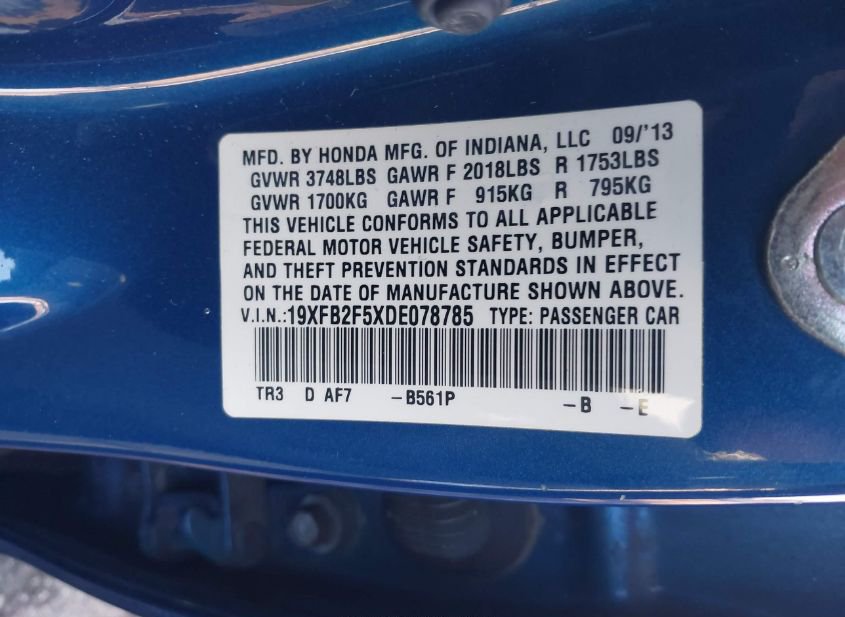 MFD. BY HONDA MFG. OF INDIANA, LLC 09/'13
GVWR 3748LBS GAWR F 2018LBS R 1753LBS
GVWR 1700KG GAWR F 915KG R 795KG
THIS VEHICLE CONFORMS TO ALL APPLICABLE
FEDERAL MOTOR VEHICLE SAFETY, BUMPER,
AND THEFT PREVENTION STANDARDS IN EFFECT
ON THE DATE OF MANUFACTURE SHOWN ABOVE.
V.I.N.:19XFB2F5XDE078785 TYPE: PASSENGER CAR
TR3 D AF7 -B561P -B -E